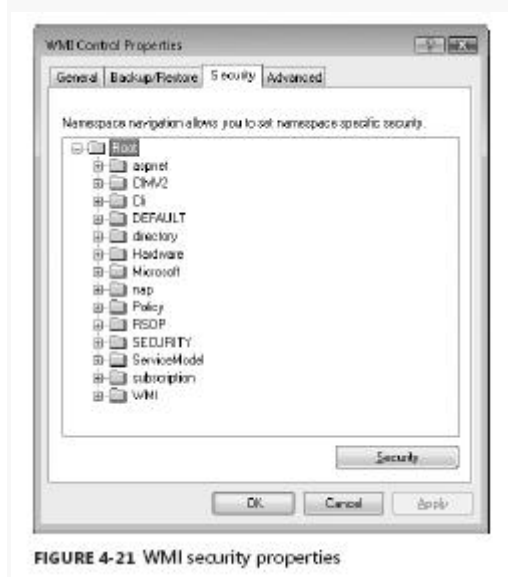 WMI Control Properties
General Backup/Restore Security Advanced
Namespace navigation allows you to set namespace specific security.
Root
aspnet
CIMV2
Cli
DEFAULT
directory
Hardware
Microsoft
nap
Policy
RSOP
SECURITY
ServiceModel
subscription
WMI
Security
OK Cancel Apply
FIGURE 4-21 WMI security properties